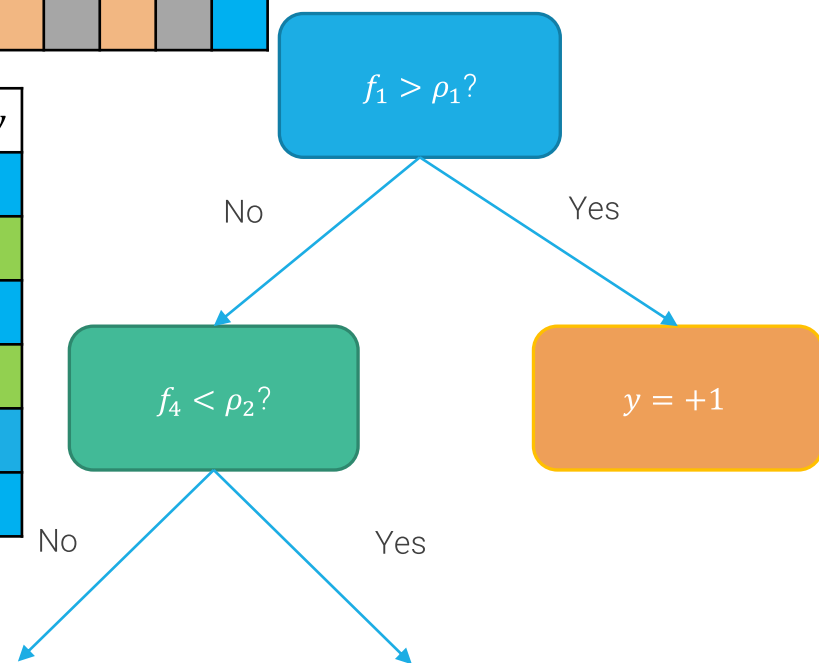 f₁ > ρ₁?
No
Yes
f₄ < ρ₂?
y = +1
No
Yes